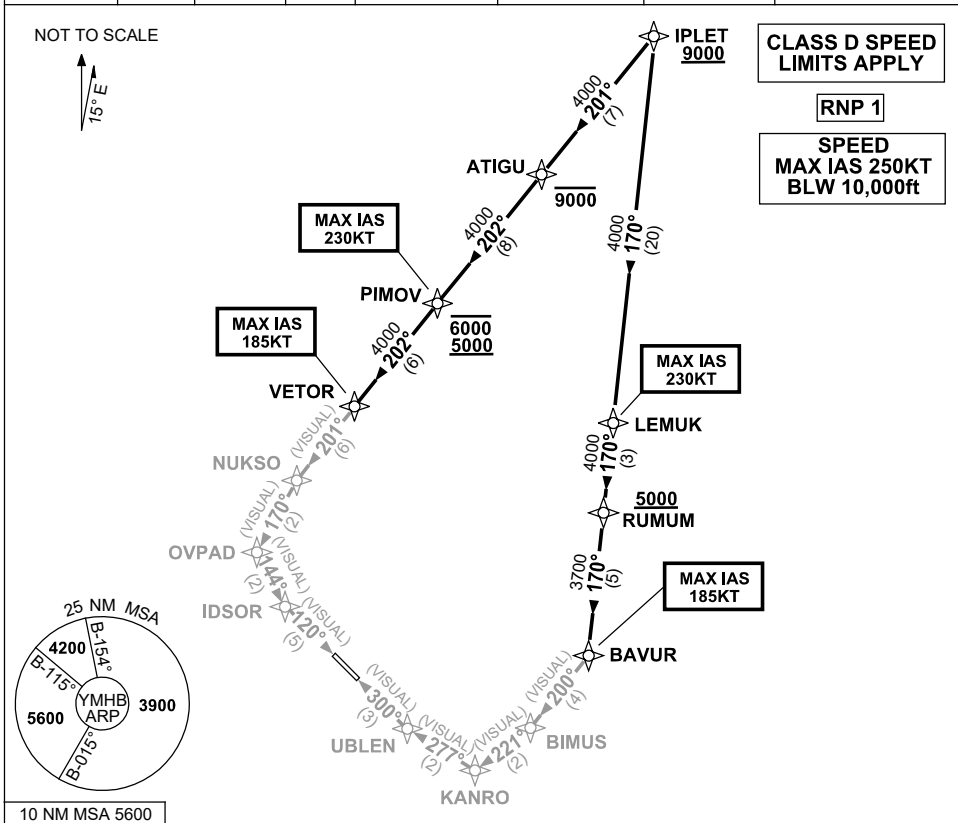 NOT TO SCALE
15° E
IPLET
9000
CLASS D SPEED
LIMITS APPLY
RNP 1
SPEED
MAX IAS 250KT
BLW 10,000ft
4000
201°
(7)
ATIGU
9000
4000
202°
(8)
4000
170°
(20)
MAX IAS
230KT
PIMOV
6000
5000
MAX IAS
185KT
4000
202°
(6)
VETOR
MAX IAS
230KT
LEMUK
4000
170°
(3)
5000
RUMUM
(VISUAL)
201°
(6)
NUKSO
(VISUAL)
170°
(2)
OVPAD
(VISUAL)
144°
(2)
IDSOR
(VISUAL)
120°
(5)
3700
170°
(5)
MAX IAS
185KT
BAVUR
(VISUAL)
200°
(4)
BIMUS
(VISUAL)
221°
(2)
KANRO
(VISUAL)
277°
(2)
UBLEN
(VISUAL)
300°
(3)
25 NM MSA
4200
B-154°
B-115°
YMHB
ARP
3900
5600
B-015°
10 NM MSA 5600